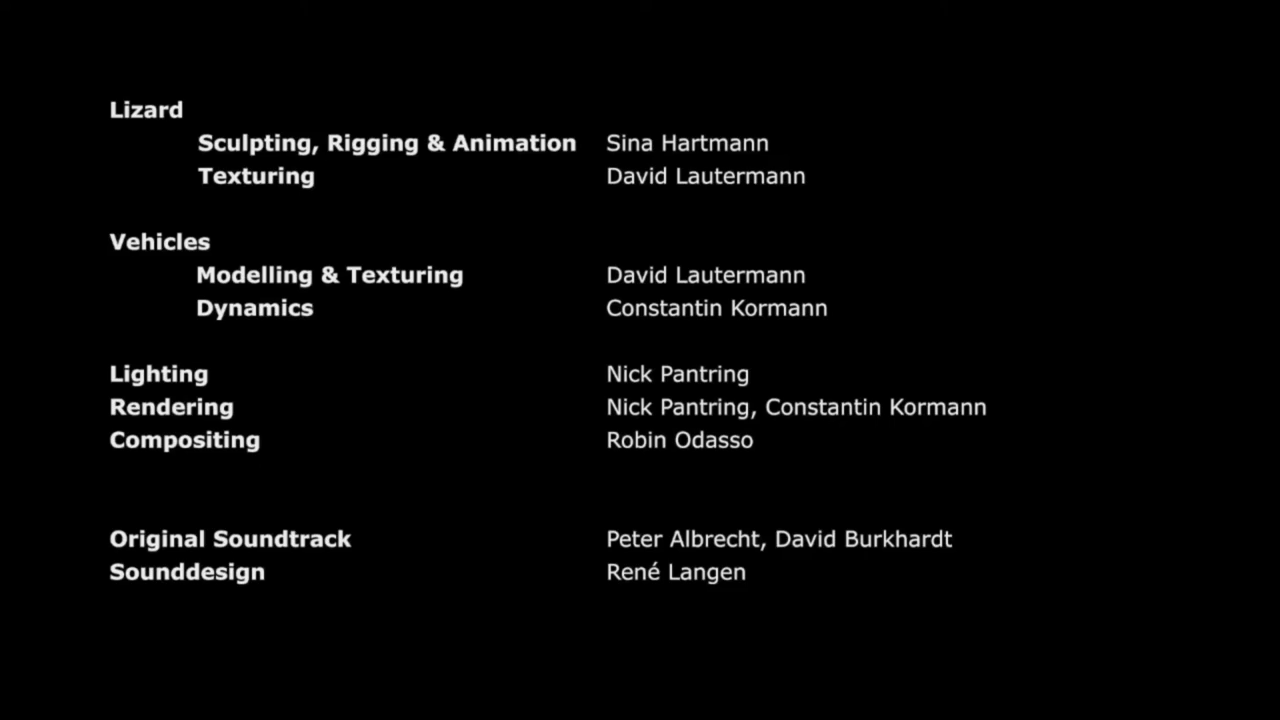 Lizard
Sculpting, Rigging & Animation Sina Hartmann
Texturing David Lautermann
Vehicles
Modelling & Texturing David Lautermann
Dynamics Constantin Kormann
Lighting Nick Pantring
Rendering Nick Pantring, Constantin Kormann
Compositing Robin Odasso
Original Soundtrack Peter Albrecht, David Burkhardt
Sounddesign René Langen